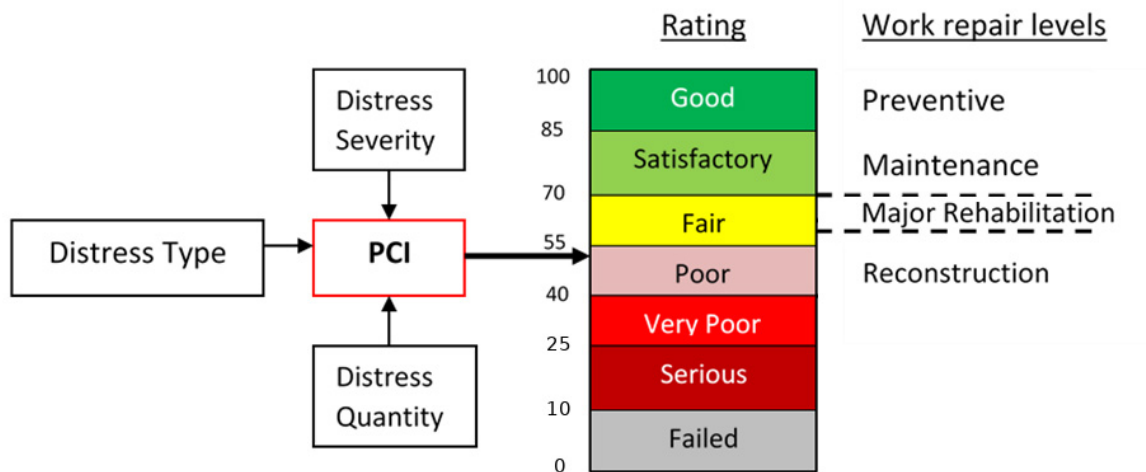 Rating
Work repair levels
Distress
Severity
Distress Type
PCI
Distress
Quantity
100
Good
Preventive
85
Satisfactory
Maintenance
70
Fair
Major Rehabilitation
55
Poor
Reconstruction
40
Very Poor
25
Serious
10
Failed
0